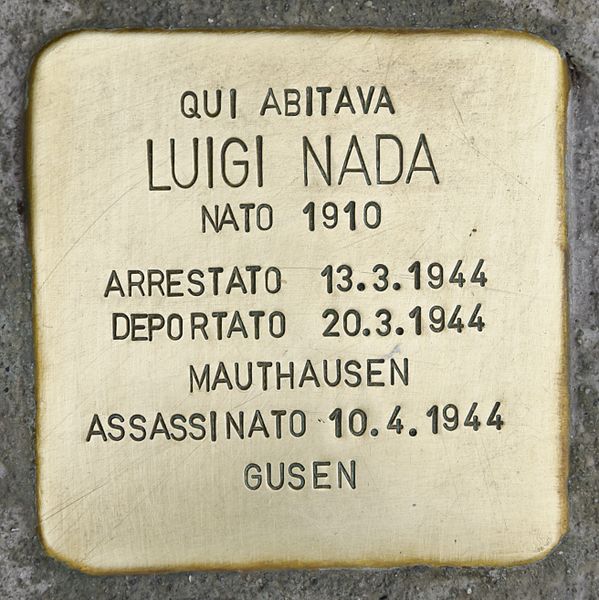 QUI ABITAVA
LUIGI NADA
NATO 1910
ARRESTATO 13.3.1944
DEPORTATO 20.3.1944
MAUTHAUSEN
ASSASSINATO 10.4.1944
GUSEN